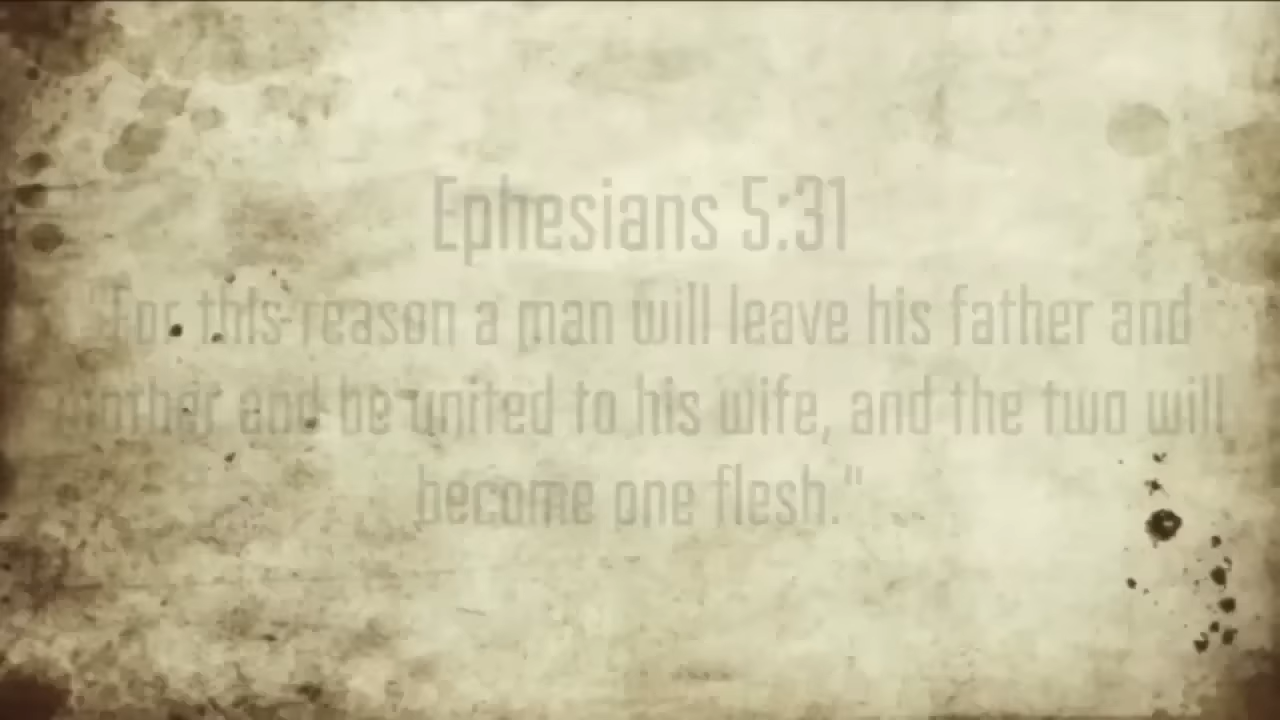 Ephesians 5:31
"For this reason a man will leave his father and
mother and be united to his wife, and the two will
become one flesh."